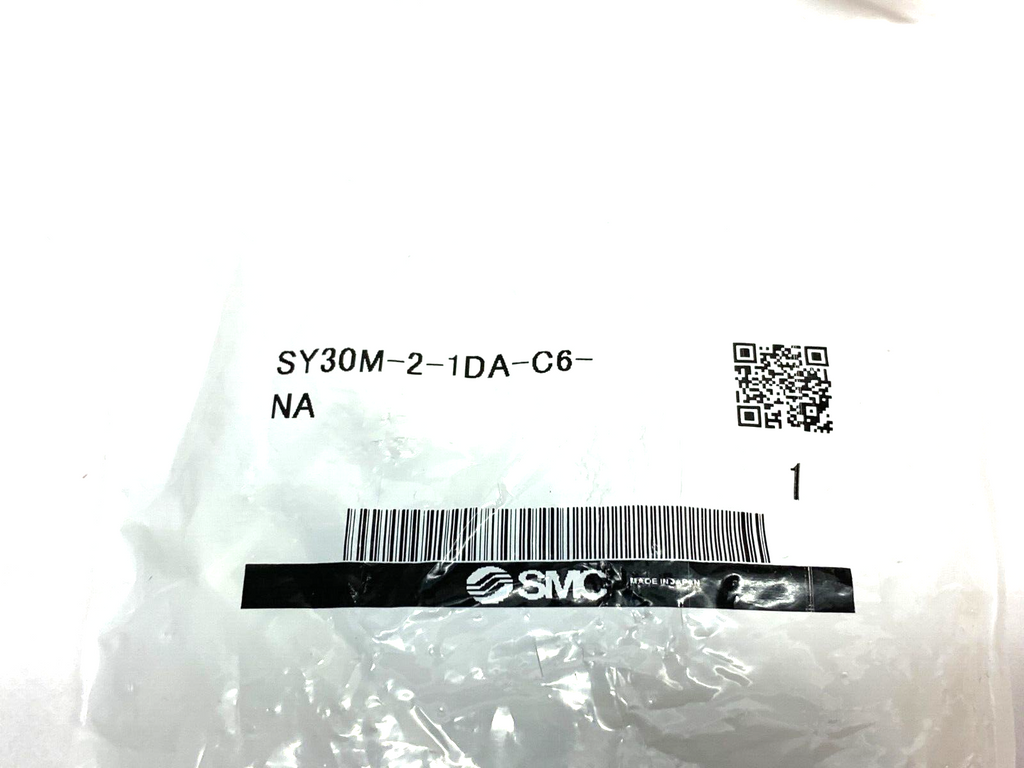 SY30M-2-1DA-C6-
NA
1
SMC MADE IN JAPAN